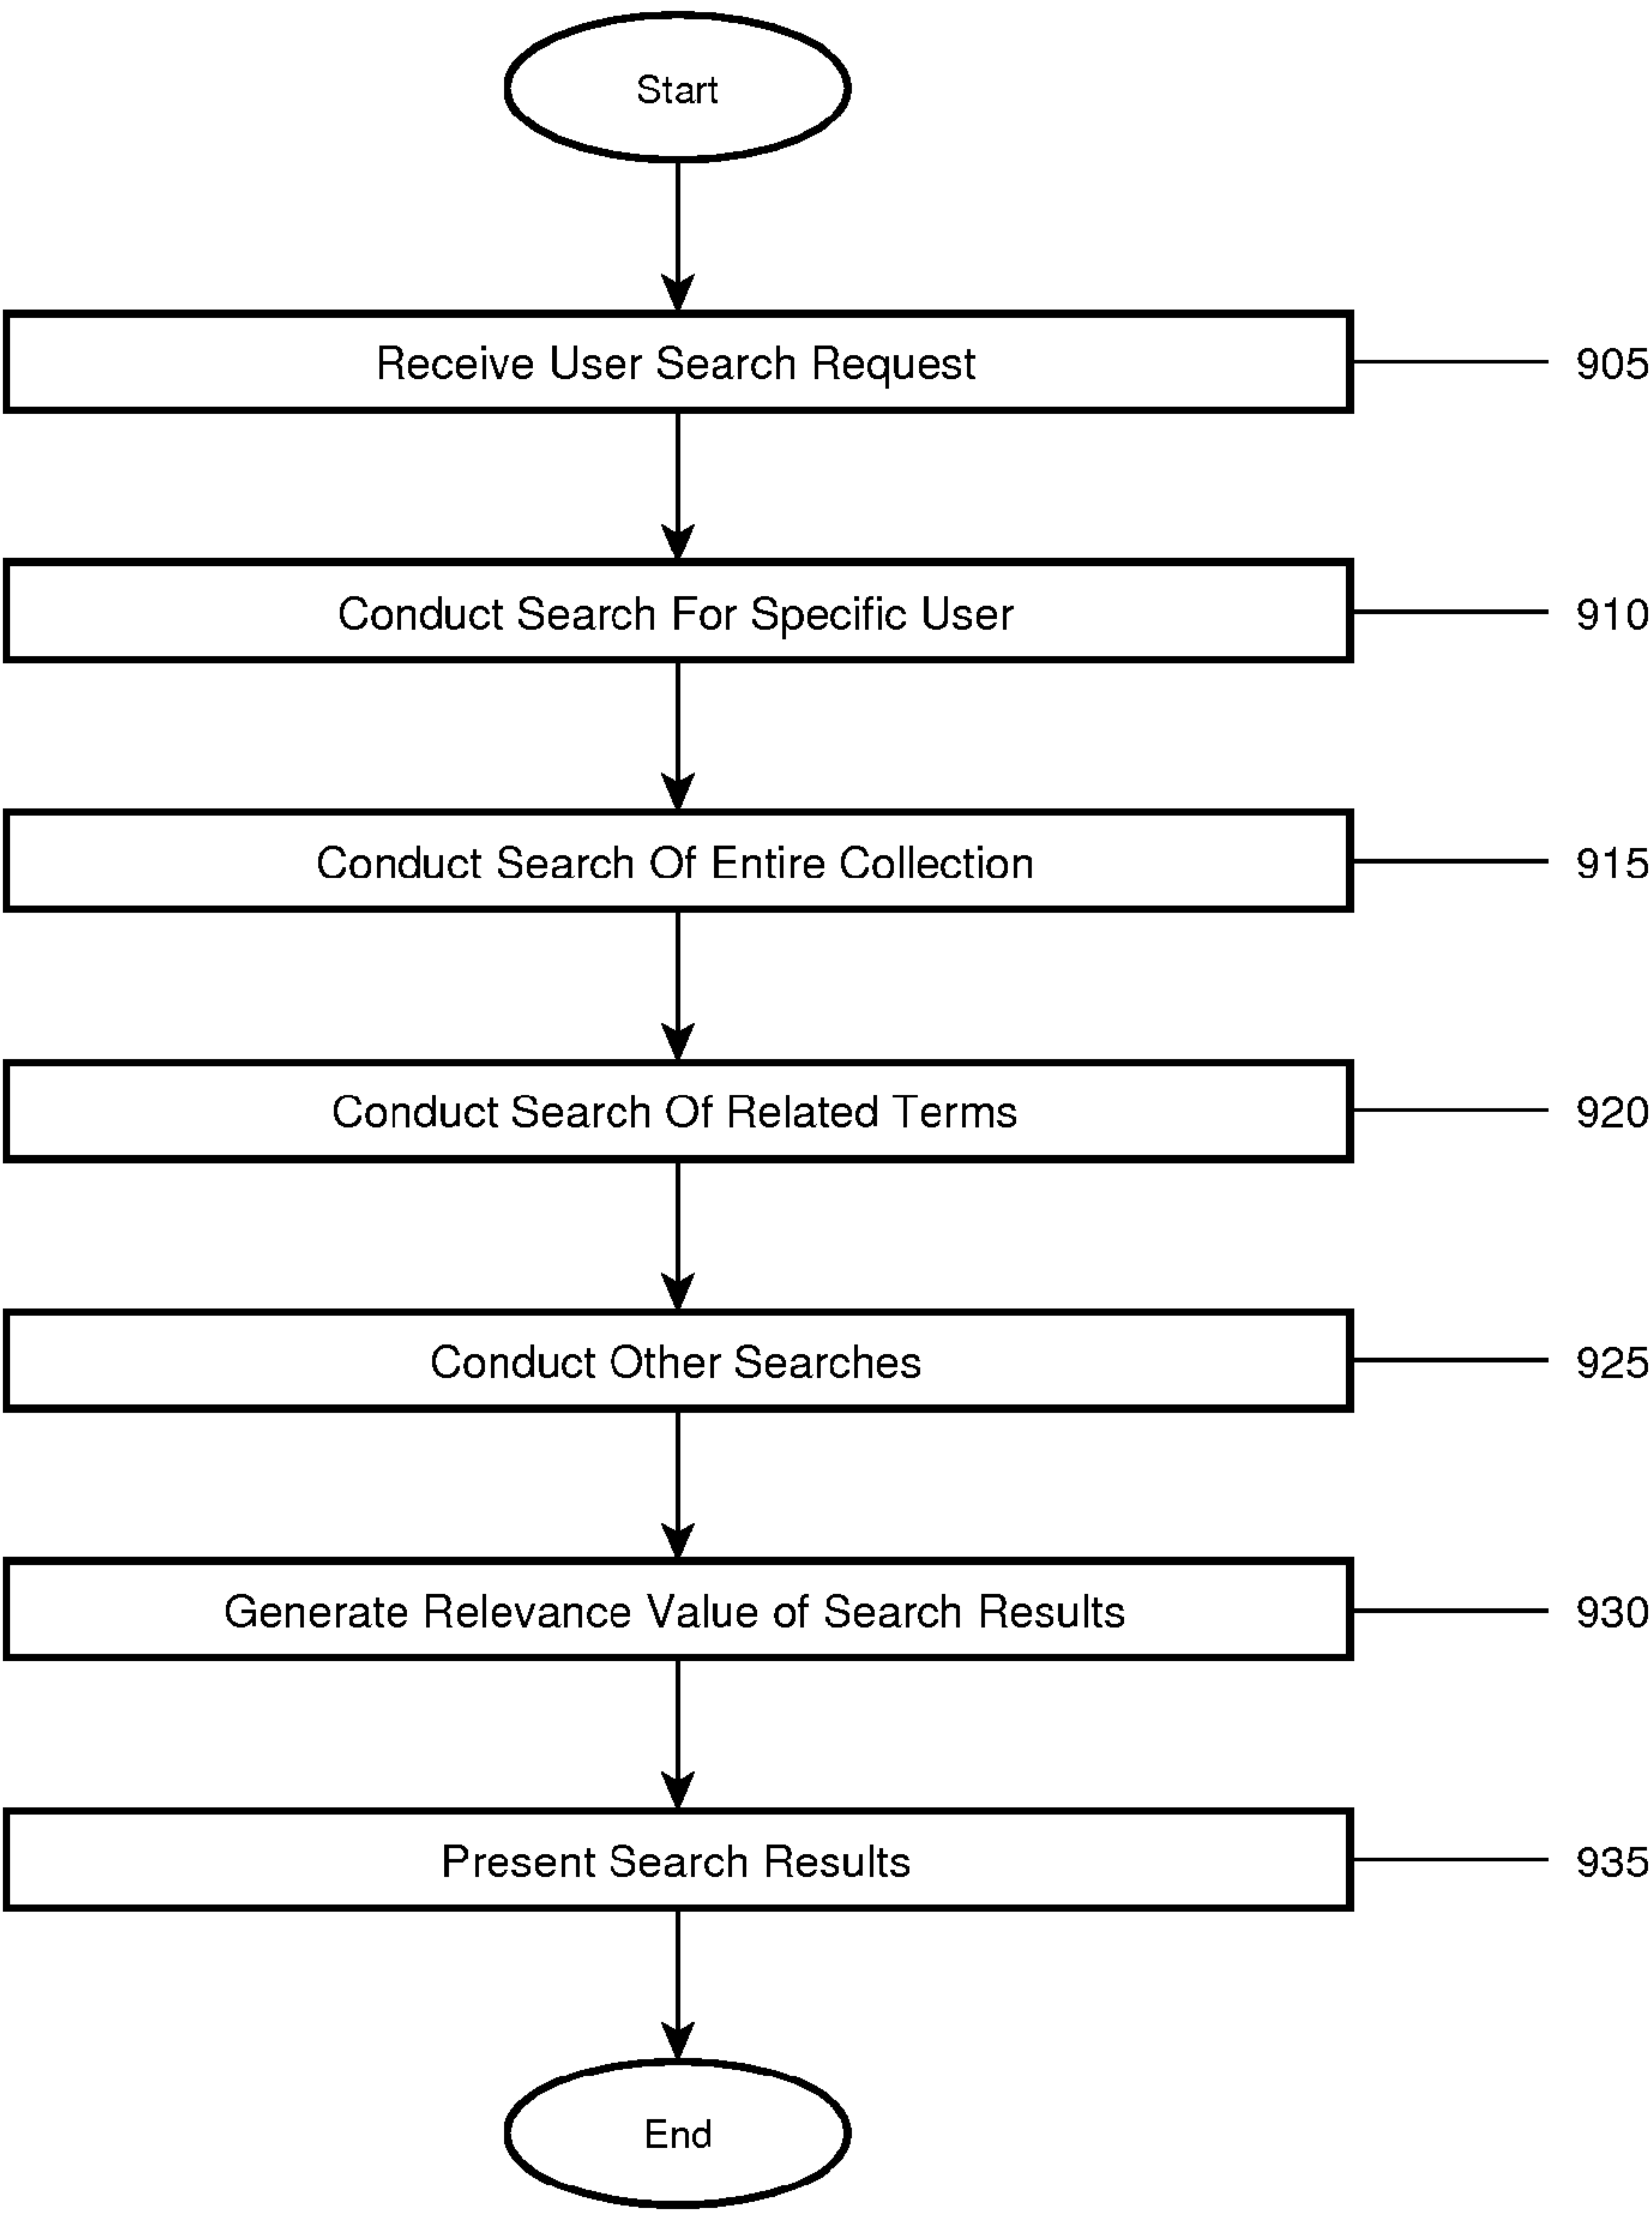 Start
Receive User Search Request 905
Conduct Search For Specific User 910
Conduct Search Of Entire Collection 915
Conduct Search Of Related Terms 920
Conduct Other Searches 925
Generate Relevance Value of Search Results 930
Present Search Results 935
End